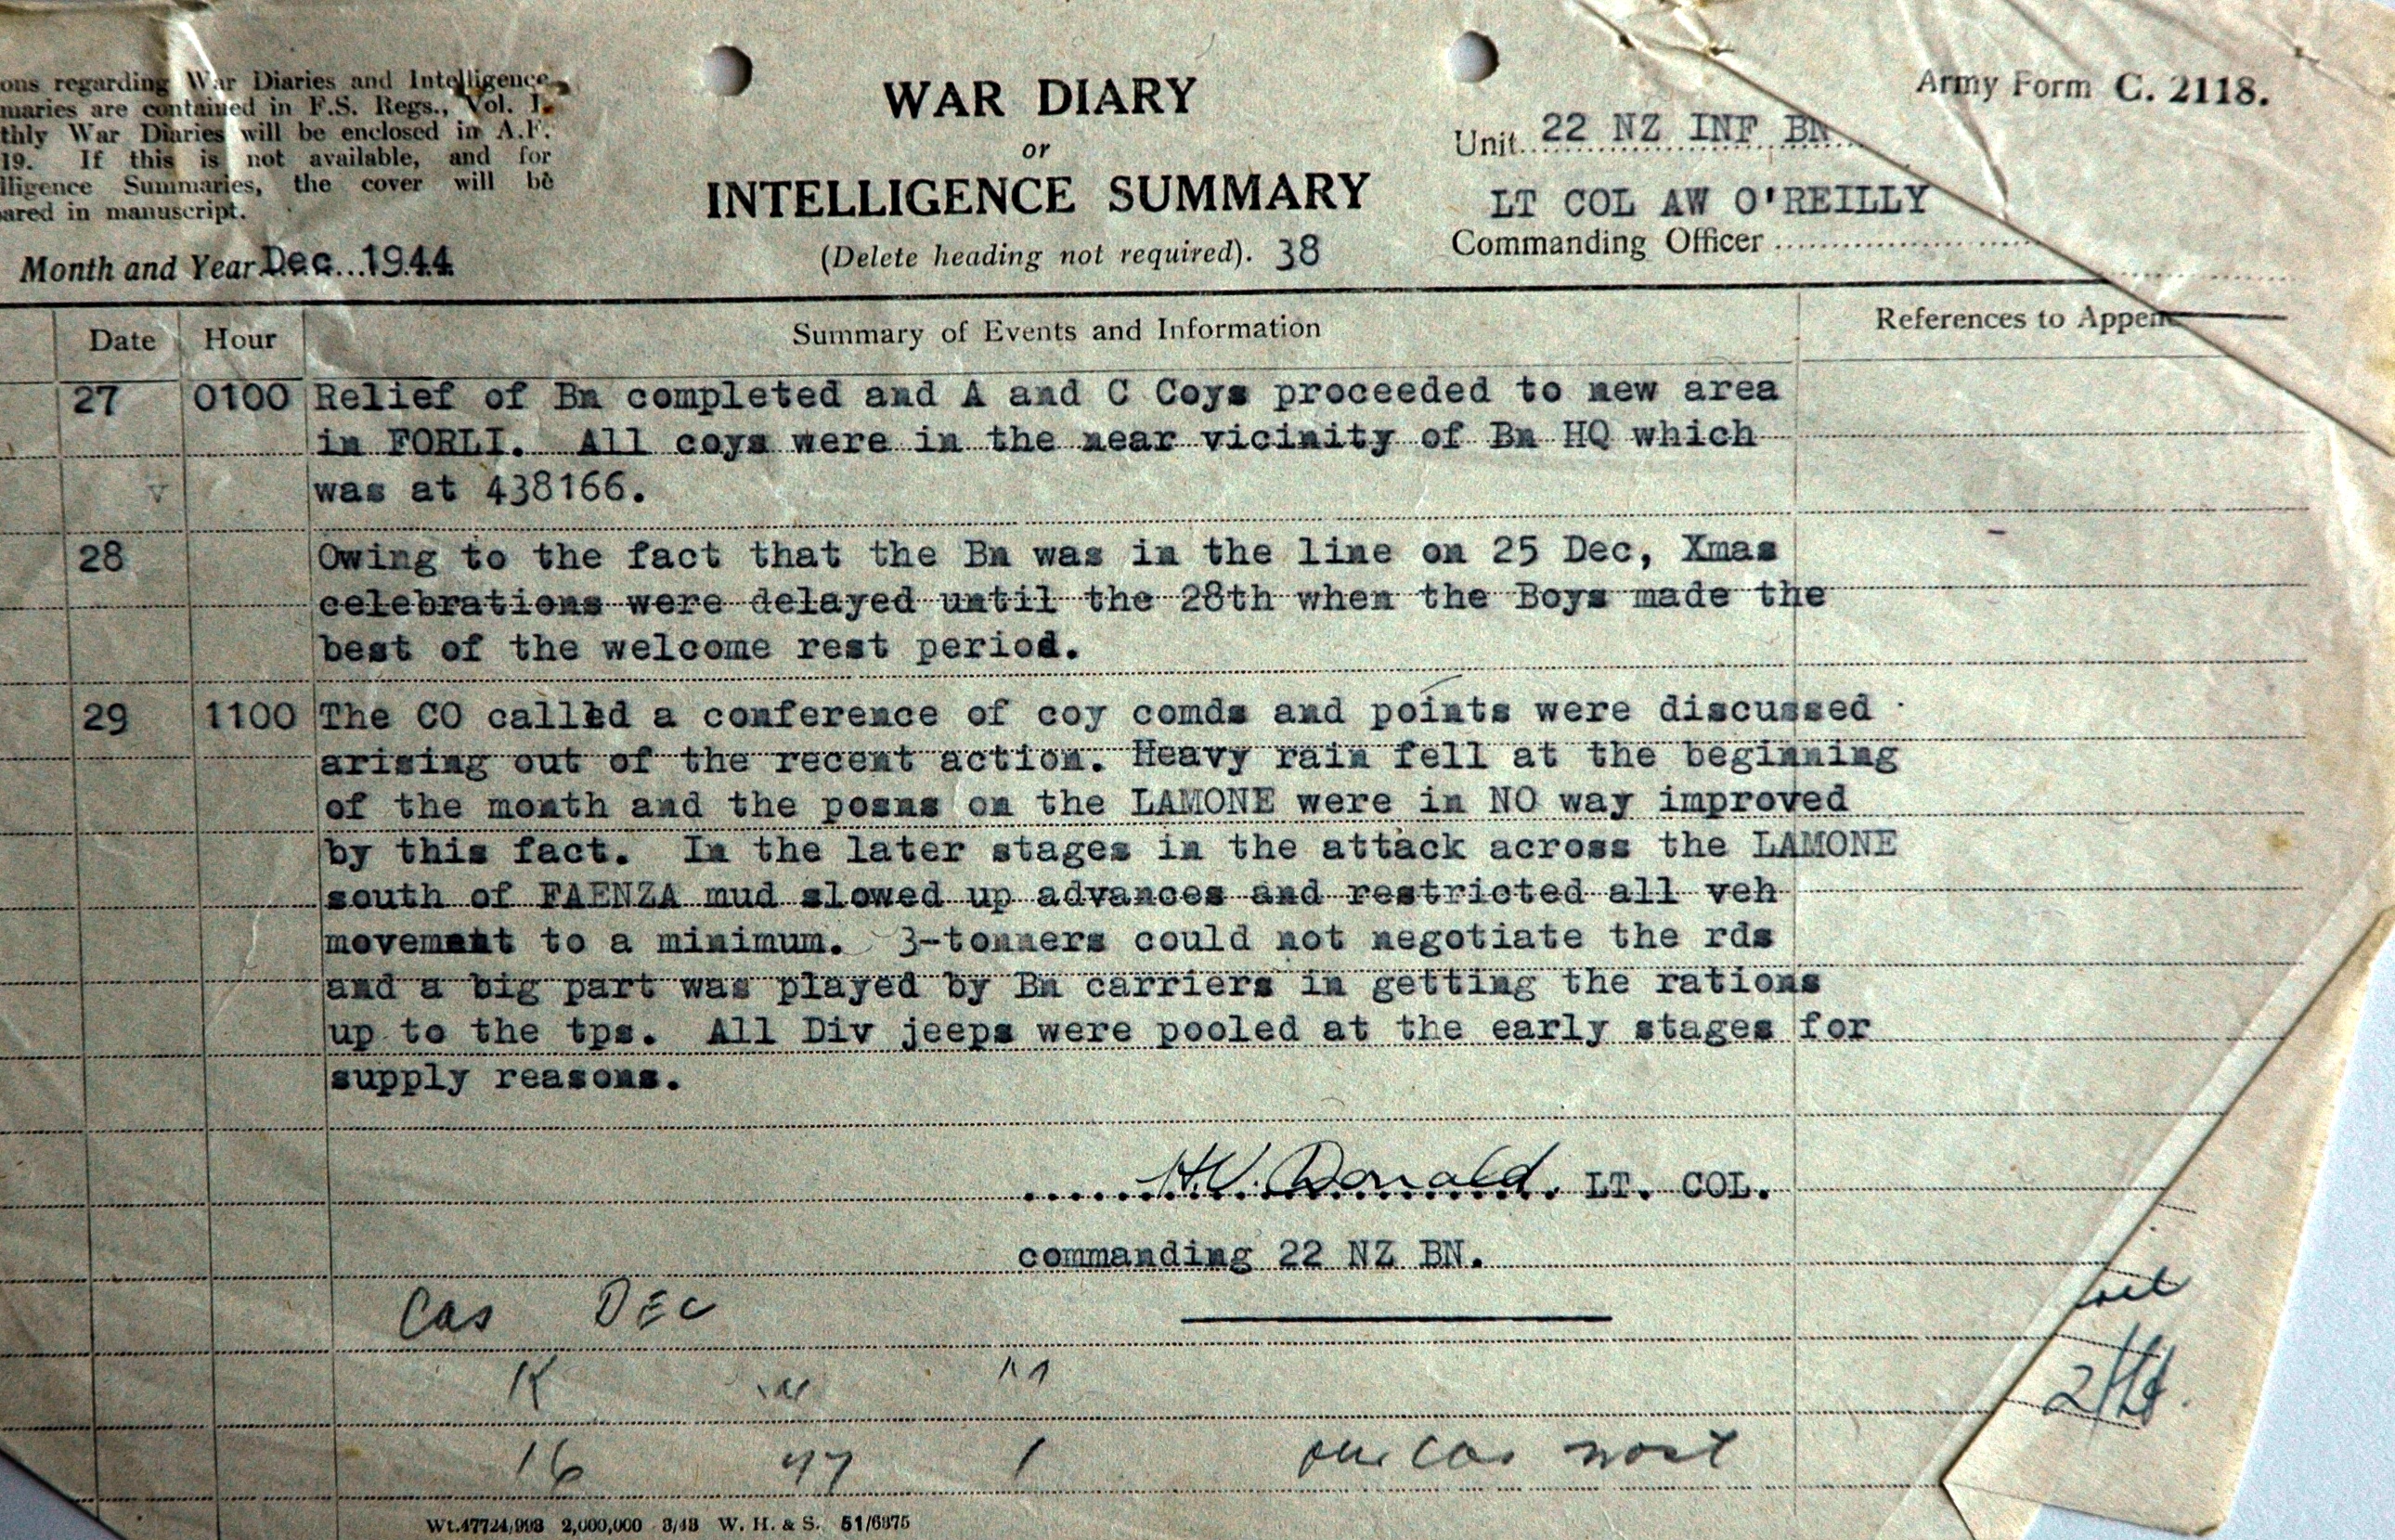 ons regarding War Diaries and Intelligence
maries are contained in F.S. Regs., Vol. I.
thly War Diaries will be enclosed in A.F.
19. If this is not available, and for
lligence Summaries, the cover will be
ared in manuscript.
Month and Year Dec...1944
WAR DIARY
or
INTELLIGENCE SUMMARY
(Delete heading not required). 38
Army Form C. 2118.
Unit 22 NZ INF BN
LT COL AW O'REILLY
Commanding Officer
Date Hour Summary of Events and Information References to Appen
27 0100 Relief of Bn completed and A and C Coys proceeded to new area
in FORLI. All coys were in the near vicinity of Bn HQ which
was at 438166.
28 Owing to the fact that the Bn was in the line on 25 Dec, Xmas
celebrations were delayed until the 28th when the Boys made the
best of the welcome rest period.
29 1100 The CO called a conference of coy comds and points were discussed
arising out of the recent action. Heavy rain fell at the beginning
of the month and the posns on the LAMONE were in NO way improved
by this fact. In the later stages in the attack across the LAMONE
south of FAENZA mud slowed up advances and restricted all veh
movement to a minimum. 3-tonners could not negotiate the rds
and a big part was played by Bn carriers in getting the rations
up to the tps. All Div jeeps were pooled at the early stages for
supply reasons.
H.V. Donald. LT. COL.
commanding 22 NZ BN.
Cas DEC
K W M
16 47 1
Wt.47724/993 2,000,000 3/43 W. H. & S. 51/6375